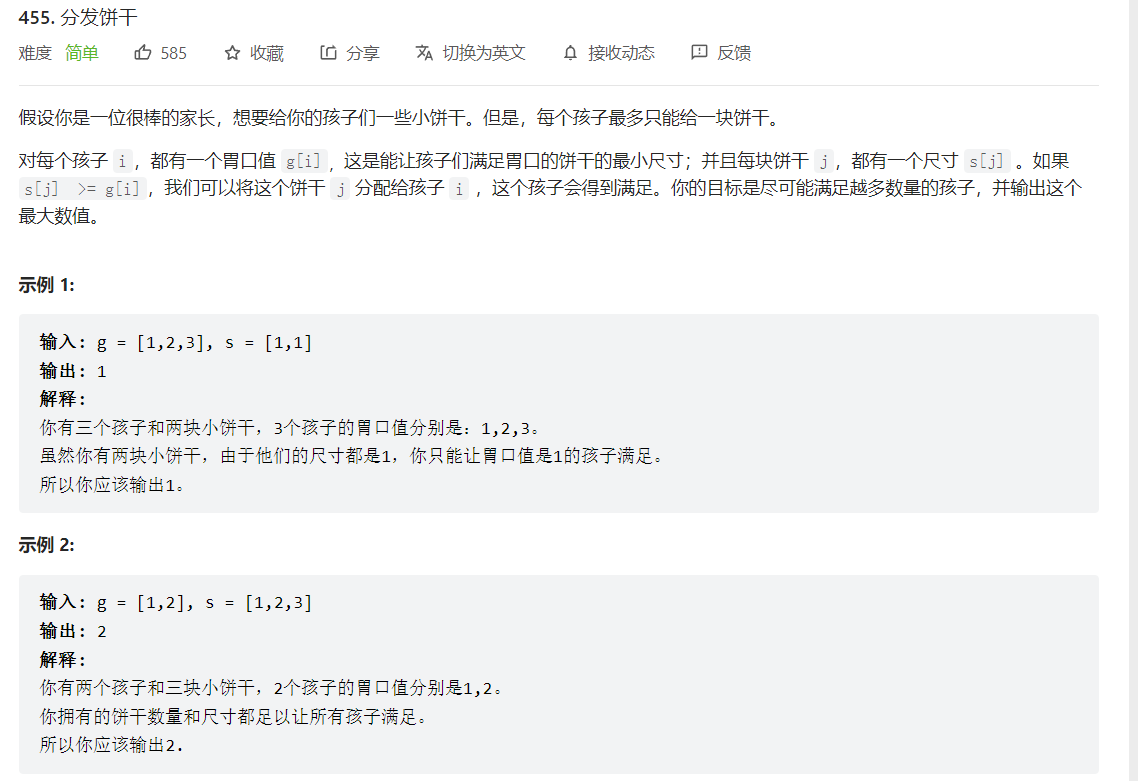 455. 分发饼干
难度 简单 585 收藏 分享 切换为英文 接收动态 反馈
假设你是一位很棒的家长，想要给你的孩子们一些小饼干。但是，每个孩子最多只能给一块饼干。
对每个孩子 i，都有一个胃口值 g[i]，这是能让孩子们满足胃口的饼干的最小尺寸；并且每块饼干 j，都有一个尺寸 s[j] 。如果
s[j] >= g[i]，我们可以将这个饼干 j 分配给孩子 i ，这个孩子会得到满足。你的目标是尽可能满足越多数量的孩子，并输出这个
最大数值。
示例 1:
输入: g = [1,2,3], s = [1,1]
输出: 1
解释:
你有三个孩子和两块小饼干，3个孩子的胃口值分别是：1,2,3。
虽然你有两块小饼干，由于他们的尺寸都是1，你只能让胃口值是1的孩子满足。
所以你应该输出1。
示例 2:
输入: g = [1,2], s = [1,2,3]
输出: 2
解释:
你有两个孩子和三块小饼干，2个孩子的胃口值分别是1,2。
你拥有的饼干数量和尺寸都足以让所有孩子满足。
所以你应该输出2.